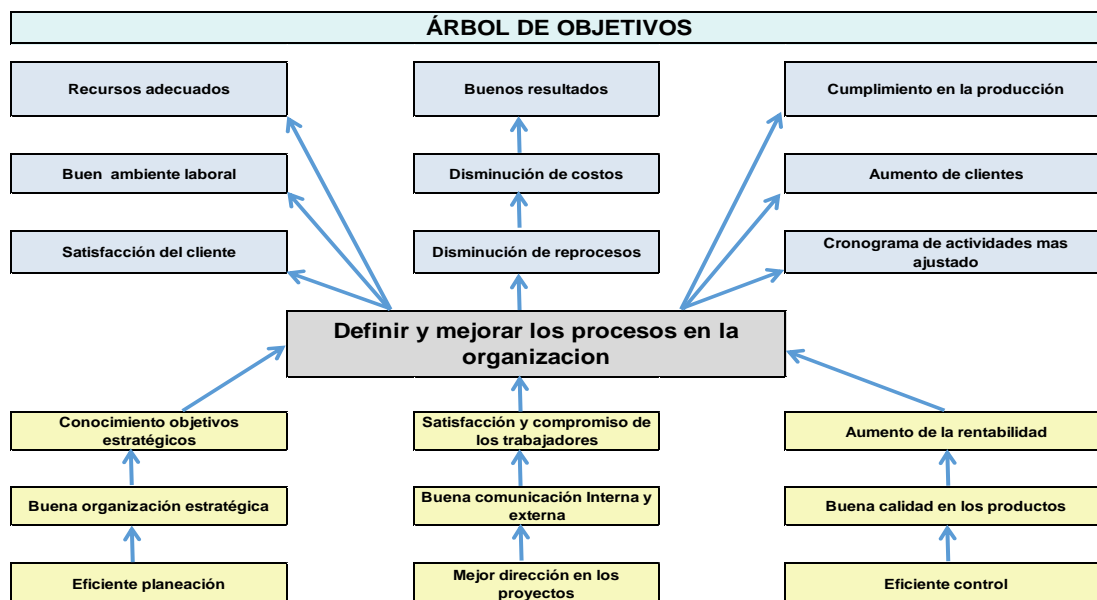 ÁRBOL DE OBJETIVOS
Recursos adecuados
Buenos resultados
Cumplimiento en la producción
Buen ambiente laboral
Disminución de costos
Aumento de clientes
Satisfacción del cliente
Disminución de reprocesos
Cronograma de actividades mas
ajustado
Definir y mejorar los procesos en la
organizacion
Conocimiento objetivos
estratégicos
Satisfacción y compromiso de
los trabajadores
Aumento de la rentabilidad
Buena organización estratégica
Buena comunicación Interna y
externa
Buena calidad en los productos
Eficiente planeación
Mejor dirección en los
proyectos
Eficiente control